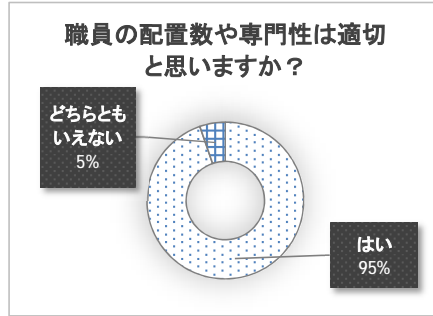 職員の配置数や専門性は適切
と思いますか？
どちらとも
いえない
5%
はい
95%